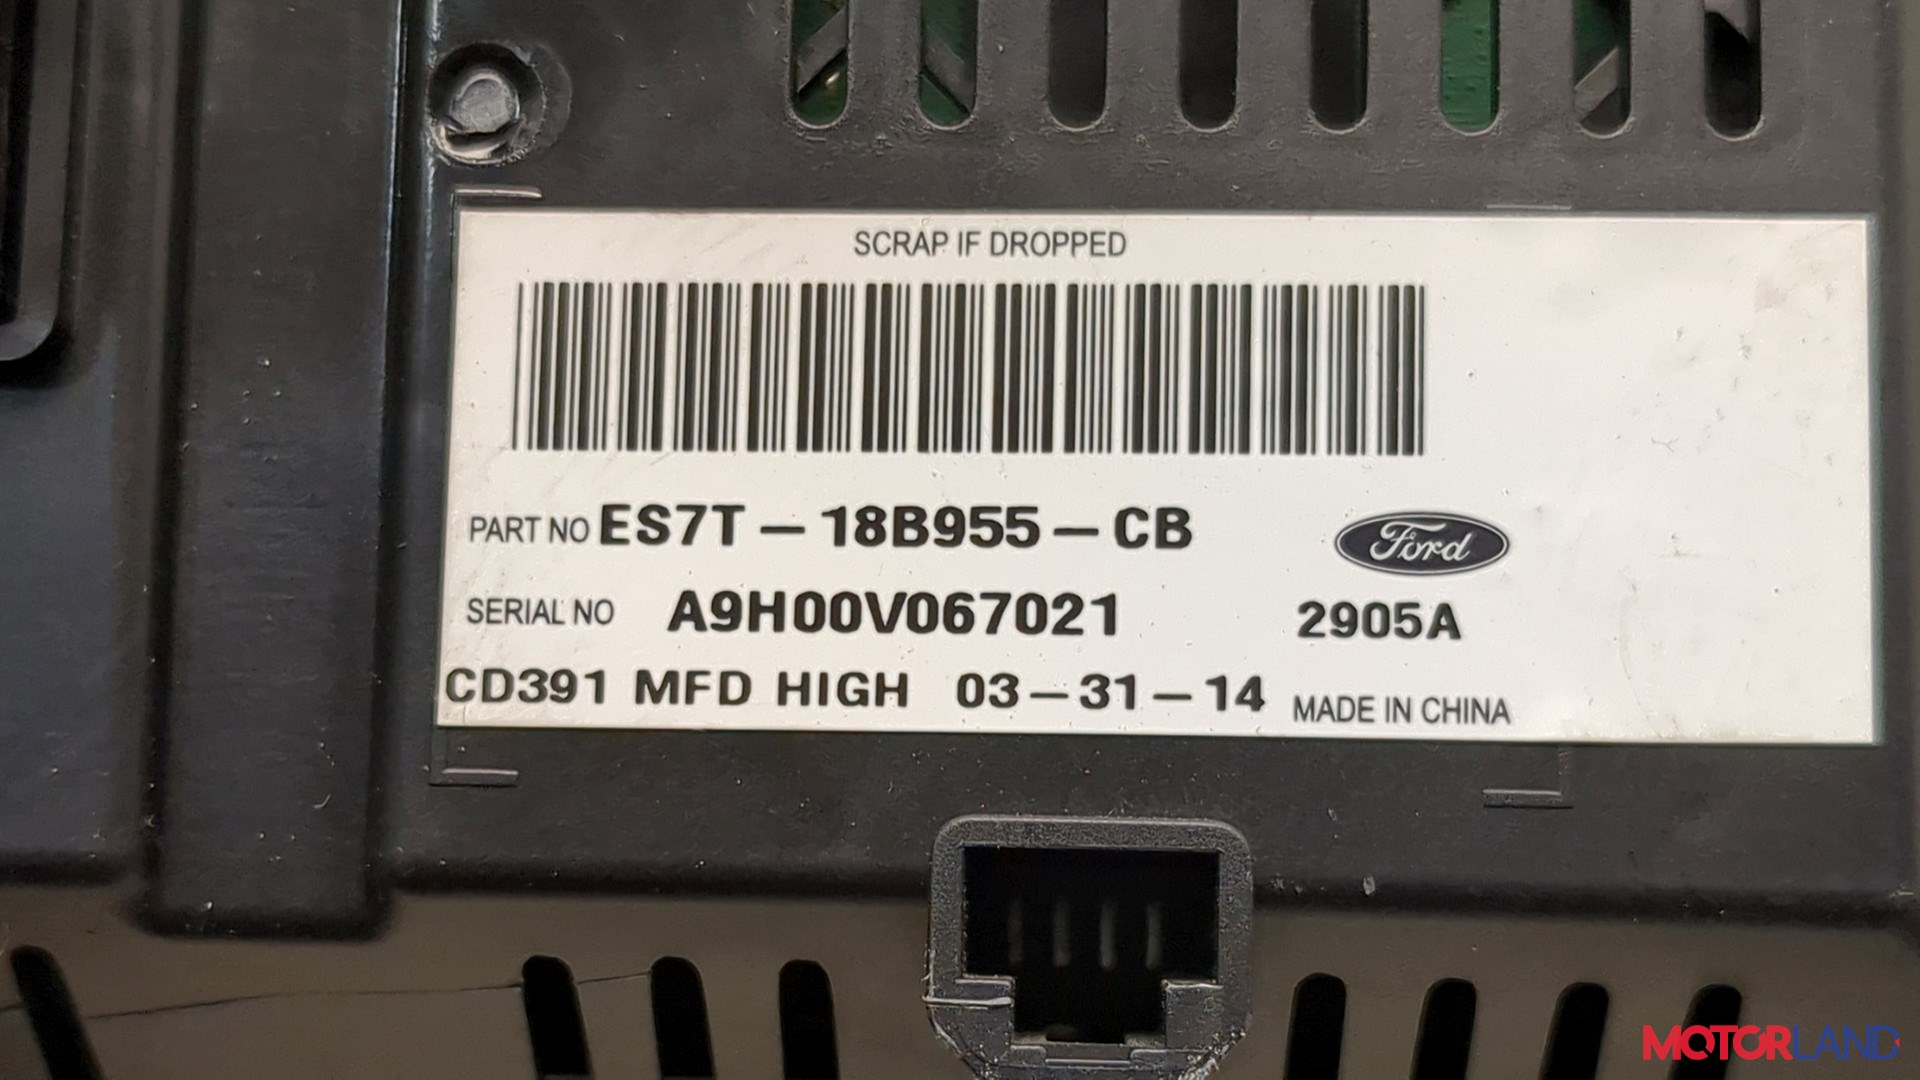 SCRAP IF DROPPED
PART NO ES7T-18B955-CB
Ford
SERIAL NO A9H00V067021 2905A
CD391 MFD HIGH 03-31-14 MADE IN CHINA
MOTORLAND